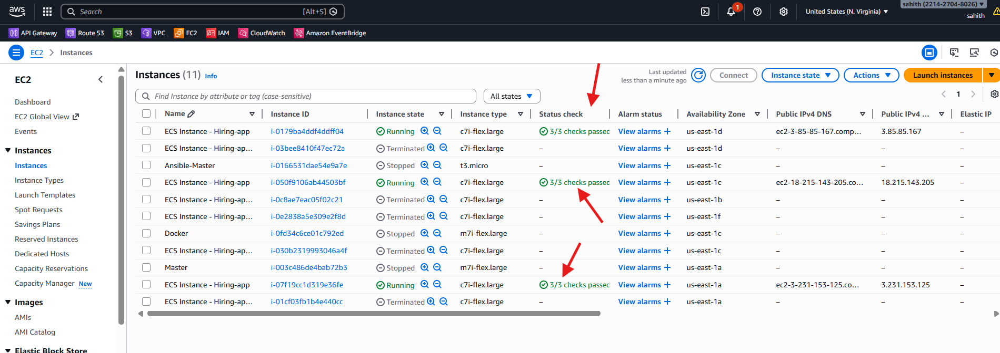 aws
Search [Alt+S]
1
United States (N. Virginia)
sahith (2214-2704-8026)
sahith
API Gateway Route 53 S3 VPC EC2 IAM CloudWatch Amazon EventBridge
EC2 Instances
EC2
Dashboard
EC2 Global View
Events
Instances
Instances
Instance Types
Launch Templates
Spot Requests
Savings Plans
Reserved Instances
Dedicated Hosts
Capacity Reservations
Capacity Manager New
Images
AMIs
AMI Catalog
Elastic Block Store
Instances (11) Info
Last updated
less than a minute ago
Connect Instance state Actions Launch instances
Find Instance by attribute or tag (case-sensitive) All states 1
Name Instance ID Instance state Instance type Status check Alarm status Availability Zone Public IPv4 DNS Public IPv4 ... Elastic IP
ECS Instance - Hiring-app i-0179ba4ddf4ddff04 Running c7i-flex.large 3/3 checks passed View alarms + us-east-1d ec2-3-85-85-167.comp... 3.85.85.167 –
ECS Instance - Hiring-ap... i-03bee8410f47ec72a Terminated c7i-flex.large – View alarms + us-east-1d – – –
Ansible-Master i-0166531dae54e9a7e Stopped t3.micro – View alarms + us-east-1c – – –
ECS Instance - Hiring-app i-050f9106ab44503bf Running c7i-flex.large 3/3 checks passed View alarms + us-east-1c ec2-18-215-143-205.co... 18.215.143.205 –
ECS Instance - Hiring-ap... i-0c8ae7eac05f02c21 Terminated c7i-flex.large – View alarms + us-east-1b – – –
ECS Instance - Hiring-ap... i-0e2838a5e309e2f8d Terminated c7i-flex.large – View alarms + us-east-1f – – –
Docker i-0fd34c6ce01c792ed Stopped m7i-flex.large – View alarms + us-east-1c – – –
ECS Instance - Hiring-ap... i-030b2319993046a4f Terminated c7i-flex.large – View alarms + us-east-1c – – –
Master i-003c486de4bab72b3 Stopped m7i-flex.large – View alarms + us-east-1a – – –
ECS Instance - Hiring-app i-07f19cc1d319e36fe Running c7i-flex.large 3/3 checks passed View alarms + us-east-1a ec2-3-231-153-125.co... 3.231.153.125 –
ECS Instance - Hiring-ap... i-01cf03fb1b4e440cc Terminated c7i-flex.large – View alarms + us-east-1a – – –